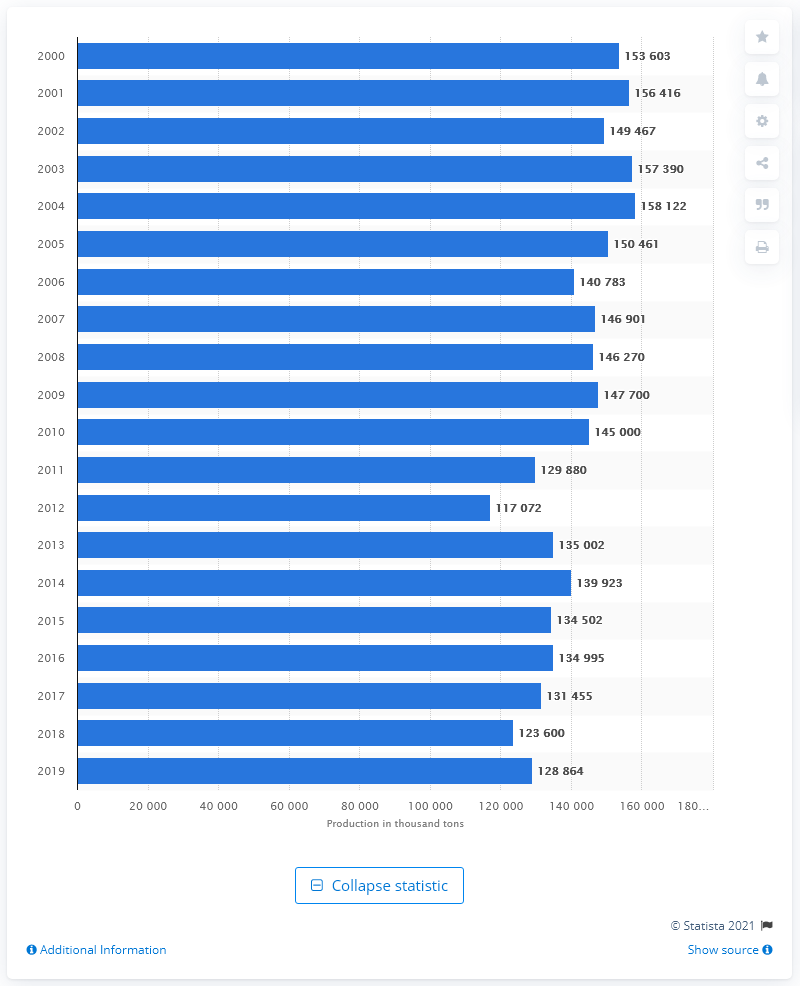 2000 153 603
2001 156 416
2002 149 467
2003 157 390
2004 158 122
2005 150 461
2006 140 783
2007 146 901
2008 146 270
2009 147 700
2010 145 000
2011 129 880
2012 117 072
2013 135 002
2014 139 923
2015 134 502
2016 134 995
2017 131 455
2018 123 600
2019 128 864
0 20 000 40 000 60 000 80 000 100 000 120 000 140 000 160 000 180...
Production in thousand tons
Collapse statistic
© Statista 2021
Additional Information Show source